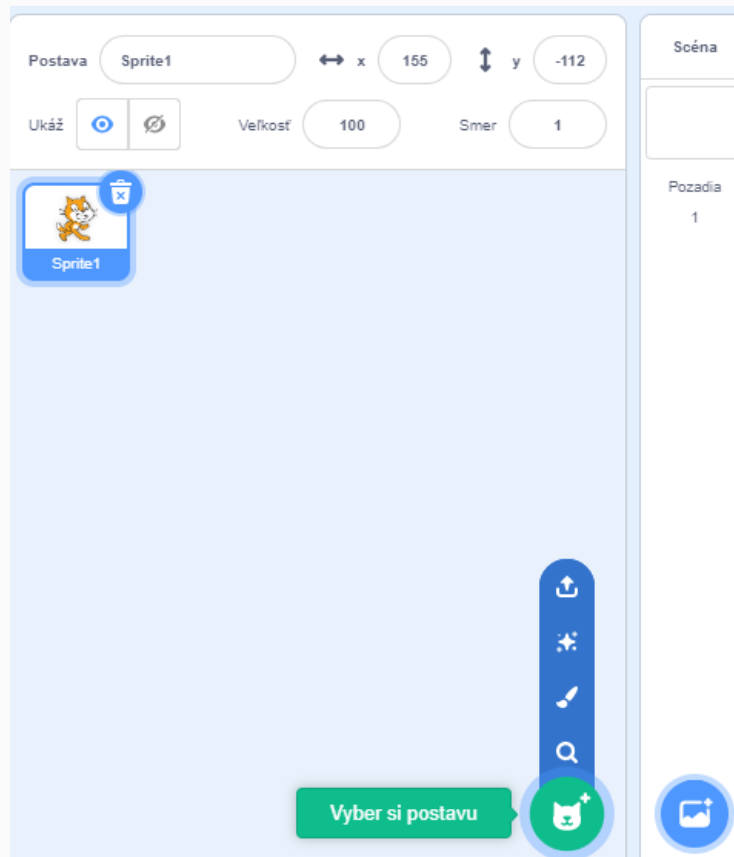 Postava Sprite1 x 155 y -112 Scéna
Ukáž Veľkosť 100 Smer 1
Pozadia
1
Sprite1
Vyber si postavu